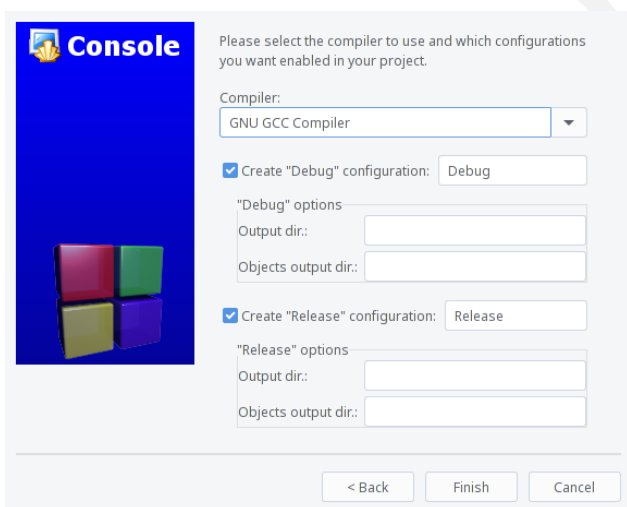 Console
Please select the compiler to use and which configurations
you want enabled in your project.
Compiler:
GNU GCC Compiler
Create "Debug" configuration: Debug
"Debug" options
Output dir.:
Objects output dir.:
Create "Release" configuration: Release
"Release" options
Output dir.:
Objects output dir.:
< Back Finish Cancel